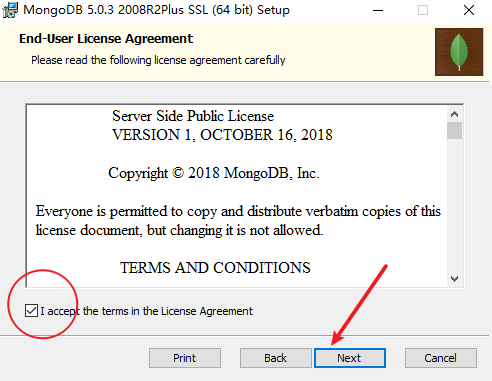 MongoDB 5.0.3 2008R2Plus SSL (64 bit) Setup
End-User License Agreement
Please read the following license agreement carefully
Server Side Public License
VERSION 1, OCTOBER 16, 2018
Copyright © 2018 MongoDB, Inc.
Everyone is permitted to copy and distribute verbatim copies of this
license document, but changing it is not allowed.
TERMS AND CONDITIONS
I accept the terms in the License Agreement
Print Back Next Cancel